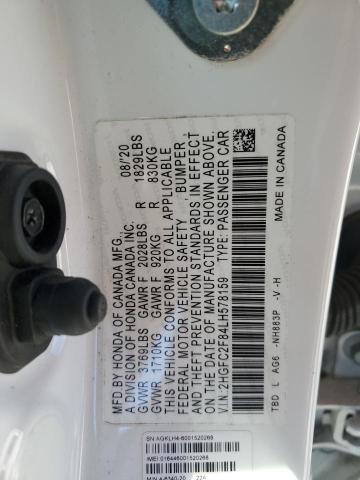 MFD. BY HONDA OF CANADA MFG. 08/'20
A DIVISION OF HONDA CANADA INC.
GVWR 3769LBS GAWR F 2028LBS R 1829LBS
GVWR 1710KG GAWR F 920KG R 830KG
THIS VEHICLE CONFORMS TO ALL APPLICABLE
FEDERAL MOTOR VEHICLE SAFETY BUMPER,
AND THEFT PREVENTION STANDARDS IN EFFECT
ON THE DATE OF MANUFACTURE SHOWN ABOVE.
V.I.N: 2HGFC2F84LH578159 TYPE: PASSENGER CAR
MADE IN CANADA
TBD L AG6 -NH883P -V -H
SN:AGKLH4-6001520268
IMEI:016446001520268